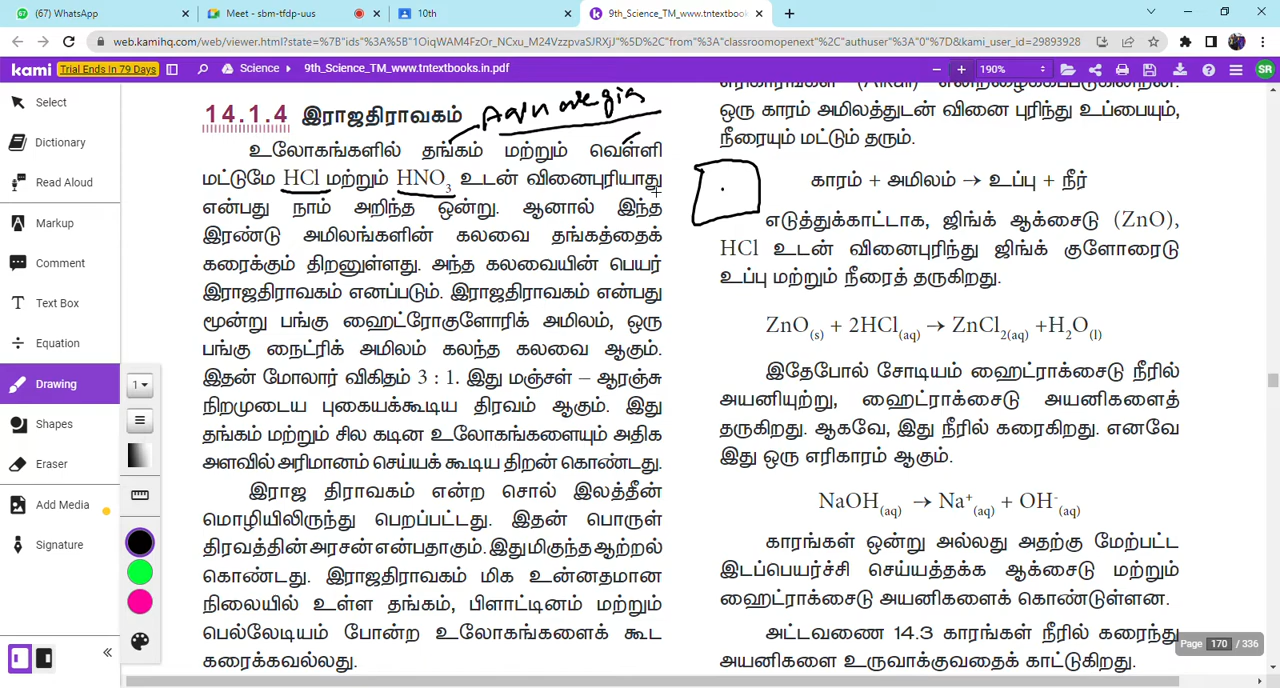 (67) WhatsApp
Meet - sbm-tfdp-uus
10th
9th_Science_TM_www.tntextbooks
web.kamihq.com/web/viewer.html?state=%7B"ids"%3A%5B"1OiqWAM4FzOr_NCxu_M24VzzpvaSJRXjJ"%5D%2C"from"%3A"classroomopenext"%2C"authuser"%3A"0"%7D&kami_user_id=29893928
kami
Trial Ends In 79 Days
Science
9th_Science_TM_www.tntextbooks.in.pdf
190%
SR
Select
Dictionary
Read Aloud
Markup
Comment
Text Box
Equation
Drawing
Shapes
Eraser
Add Media
Signature
1
14.1.4 இராஜதிராவகம்
உலோகங்களில் தங்கம் மற்றும் வெள்ளி
மட்டுமே HCl மற்றும் HNO3 உடன் வினைபுரியாது
என்பது நாம் அறிந்த ஒன்று. ஆனால் இந்த
இரண்டு அமிலங்களின் கலவை தங்கத்தைக்
கரைக்கும் திறனுள்ளது. அந்த கலவையின் பெயர்
இராஜதிராவகம் எனப்படும். இராஜதிராவகம் என்பது
மூன்று பங்கு ஹைட்ரோகுளோரிக் அமிலம், ஒரு
பங்கு நைட்ரிக் அமிலம் கலந்த கலவை ஆகும்.
இதன் மோலார் விகிதம் 3 : 1. இது மஞ்சள் – ஆரஞ்சு
நிறமுடைய புகையக்கூடிய திரவம் ஆகும். இது
தங்கம் மற்றும் சில கடின உலோகங்களையும் அதிக
அளவில் அரிமானம் செய்யக் கூடிய திறன் கொண்டது.
இராஜ திராவகம் என்ற சொல் இலத்தீன்
மொழியிலிருந்து பெறப்பட்டது. இதன் பொருள்
திரவத்தின் அரசன் என்பதாகும். இது மிகுந்த ஆற்றல்
கொண்டது. இராஜதிராவகம் மிக உன்னதமான
நிலையில் உள்ள தங்கம், பிளாட்டினம் மற்றும்
பெல்லேடியம் போன்ற உலோகங்களைக் கூட
கரைக்கவல்லது.
ஒரு காரம் அமிலத்துடன் வினை புரிந்து உப்பையும்,
நீரையும் மட்டும் தரும்.
காரம் + அமிலம் → உப்பு + நீர்
எடுத்துக்காட்டாக, ஜிங்க் ஆக்சைடு (ZnO),
HCl உடன் வினைபுரிந்து ஜிங்க் குளோரைடு
உப்பு மற்றும் நீரைத் தருகிறது.
ZnO(s) + 2HCl(aq) → ZnCl2(aq) +H2O(l)
இதேபோல் சோடியம் ஹைட்ராக்சைடு நீரில்
அயனியுற்று, ஹைட்ராக்சைடு அயனிகளைத்
தருகிறது. ஆகவே, இது நீரில் கரைகிறது. எனவே
இது ஒரு எரிகாரம் ஆகும்.
NaOH(aq) → Na+(aq) + OH-(aq)
காரங்கள் ஒன்று அல்லது அதற்கு மேற்பட்ட
இடப்பெயர்ச்சி செய்யத்தக்க ஆக்சைடு மற்றும்
ஹைட்ராக்சைடு அயனிகளைக் கொண்டுள்ளன.
அட்டவணை 14.3 காரங்கள் நீரில் கரைந்து
அயனிகளை உருவாக்குவதைக் காட்டுகிறது.
Page 170 / 336